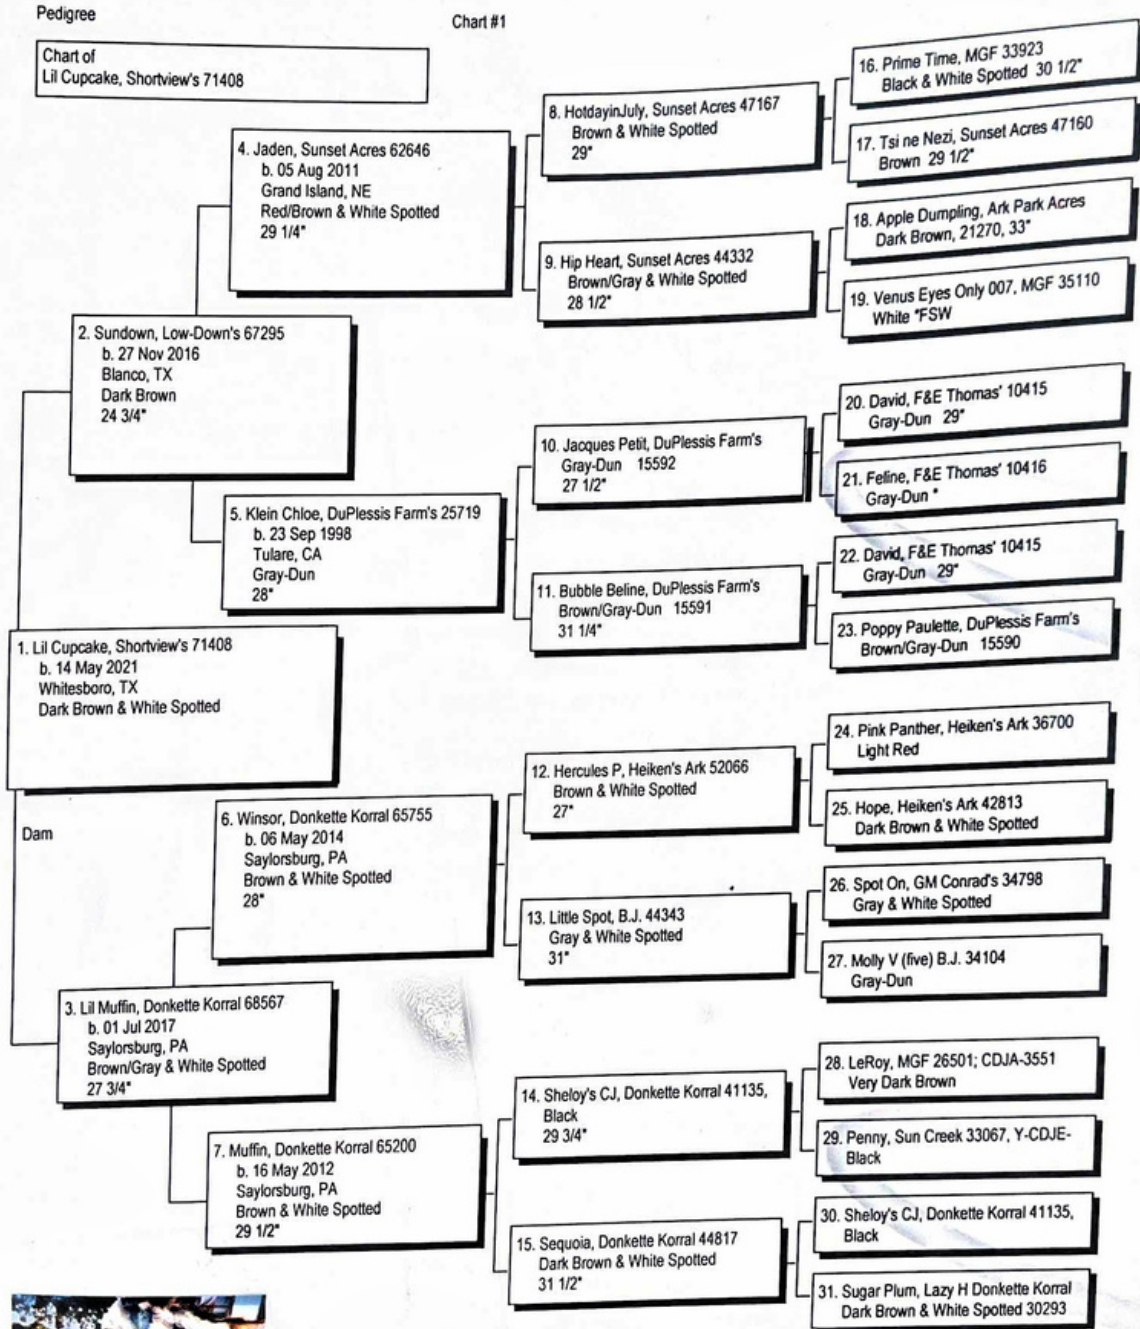 Pedigree
Chart #1
Chart of
Lil Cupcake, Shortview's 71408
16. Prime Time, MGF 33923
Black & White Spotted 30 1/2"
8. HotdayinJuly, Sunset Acres 47167
Brown & White Spotted
29"
17. Tsi ne Nezi, Sunset Acres 47160
Brown 29 1/2"
4. Jaden, Sunset Acres 62646
b. 05 Aug 2011
Grand Island, NE
Red/Brown & White Spotted
29 1/4"
18. Apple Dumpling, Ark Park Acres
Dark Brown, 21270, 33"
9. Hip Heart, Sunset Acres 44332
Brown/Gray & White Spotted
28 1/2"
19. Venus Eyes Only 007, MGF 35110
White "FSW
2. Sundown, Low-Down's 67295
b. 27 Nov 2016
Blanco, TX
Dark Brown
24 3/4"
20. David, F&E Thomas' 10415
Gray-Dun 29"
10. Jacques Petit, DuPlessis Farm's
Gray-Dun 15592
27 1/2"
21. Feline, F&E Thomas' 10416
Gray-Dun "
5. Klein Chloe, DuPlessis Farm's 25719
b. 23 Sep 1998
Tulare, CA
Gray-Dun
28"
22. David, F&E Thomas' 10415
Gray-Dun 29"
11. Bubble Beline, DuPlessis Farm's
Brown/Gray-Dun 15591
31 1/4"
23. Poppy Paulette, DuPlessis Farm's
Brown/Gray-Dun 15590
1. Lil Cupcake, Shortview's 71408
b. 14 May 2021
Whitesboro, TX
Dark Brown & White Spotted
24. Pink Panther, Heiken's Ark 36700
Light Red
12. Hercules P, Heiken's Ark 52066
Brown & White Spotted
27"
25. Hope, Heiken's Ark 42813
Dark Brown & White Spotted
Dam
6. Winsor, Donkette Korral 65755
b. 06 May 2014
Saylorsburg, PA
Brown & White Spotted
28"
26. Spot On, GM Conrad's 34798
Gray & White Spotted
13. Little Spot, B.J. 44343
Gray & White Spotted
31"
27. Molly V (five) B.J. 34104
Gray-Dun
3. Lil Muffin, Donkette Korral 68567
b. 01 Jul 2017
Saylorsburg, PA
Brown/Gray & White Spotted
27 3/4"
28. LeRoy, MGF 26501; CDJA-3551
Very Dark Brown
14. Sheloy's CJ, Donkette Korral 41135,
Black
29 3/4"
29. Penny, Sun Creek 33067, Y-CDJE-
Black
7. Muffin, Donkette Korral 65200
b. 16 May 2012
Saylorsburg, PA
Brown & White Spotted
29 1/2"
30. Sheloy's CJ, Donkette Korral 41135,
Black
15. Sequoia, Donkette Korral 44817
Dark Brown & White Spotted
31 1/2"
31. Sugar Plum, Lazy H Donkette Korral
Dark Brown & White Spotted 30293